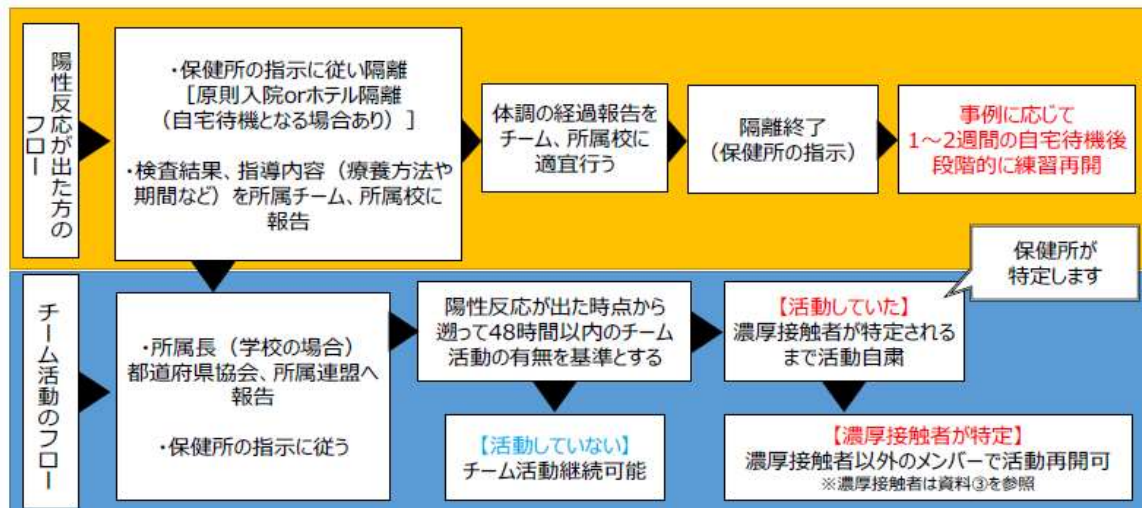 陽性反応が出た方の
フロー
・保健所の指示に従い隔離
[原則入院orホテル隔離
(自宅待機となる場合あり) ]
・検査結果、指導内容（療養方法や
期間など）を所属チーム、所属校に
報告
体調の経過報告を
チーム、所属校に
適宜行う
隔離終了
（保健所の指示）
事例に応じて
1～2週間の自宅待機後
段階的に練習再開
保健所が
特定します
チーム活動のフロー
・所属長（学校の場合）
都道府県協会、所属連盟へ
報告
・保健所の指示に従う
陽性反応が出た時点から
遡って48時間以内のチーム
活動の有無を基準とする
【活動していた】
濃厚接触者が特定される
まで活動自粛
【活動していない】
チーム活動継続可能
【濃厚接触者が特定】
濃厚接触者以外のメンバーで活動再開可
※濃厚接触者は資料③を参照